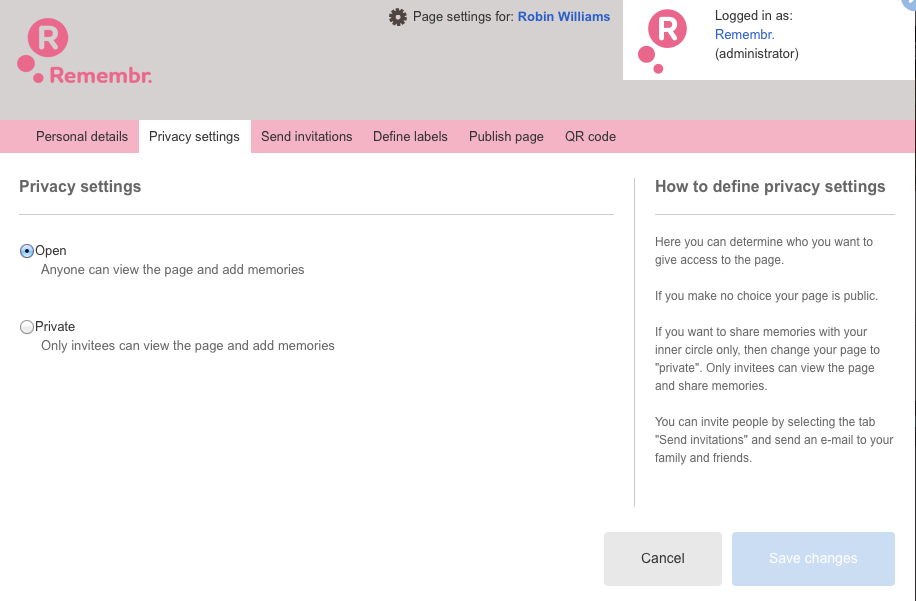 R
Remembr.
Page settings for: Robin Williams
R
Logged in as:
Remembr.
(administrator)
Personal details Privacy settings Send invitations Define labels Publish page QR code
Privacy settings
Open
Anyone can view the page and add memories
Private
Only invitees can view the page and add memories
How to define privacy settings
Here you can determine who you want to
give access to the page.
If you make no choice your page is public.
If you want to share memories with your
inner circle only, then change your page to
"private". Only invitees can view the page
and share memories.
You can invite people by selecting the tab
"Send invitations" and send an e-mail to your
family and friends.
Cancel Save changes